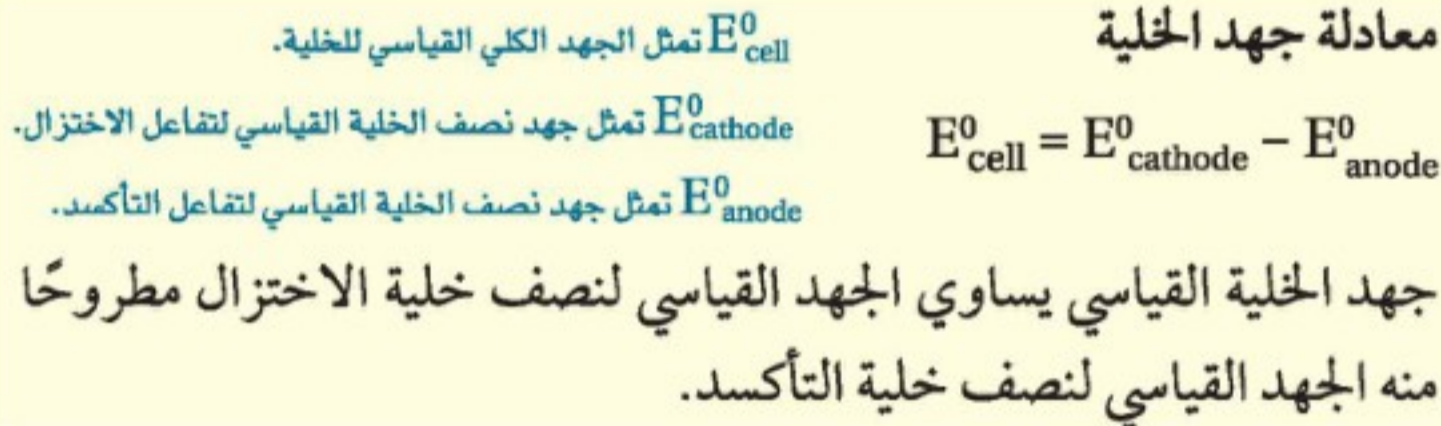 معادلة جهد الخلية
E⁰cell = E⁰cathode − E⁰anode
E⁰cell تمثل الجهد الكلي القياسي للخلية.
E⁰cathode تمثل جهد نصف الخلية القياسي لتفاعل الاختزال.
E⁰anode تمثل جهد نصف الخلية القياسي لتفاعل التأكسد.
جهد الخلية القياسي يساوي الجهد القياسي لنصف خلية الاختزال مطروحًا
منه الجهد القياسي لنصف خلية التأكسد.